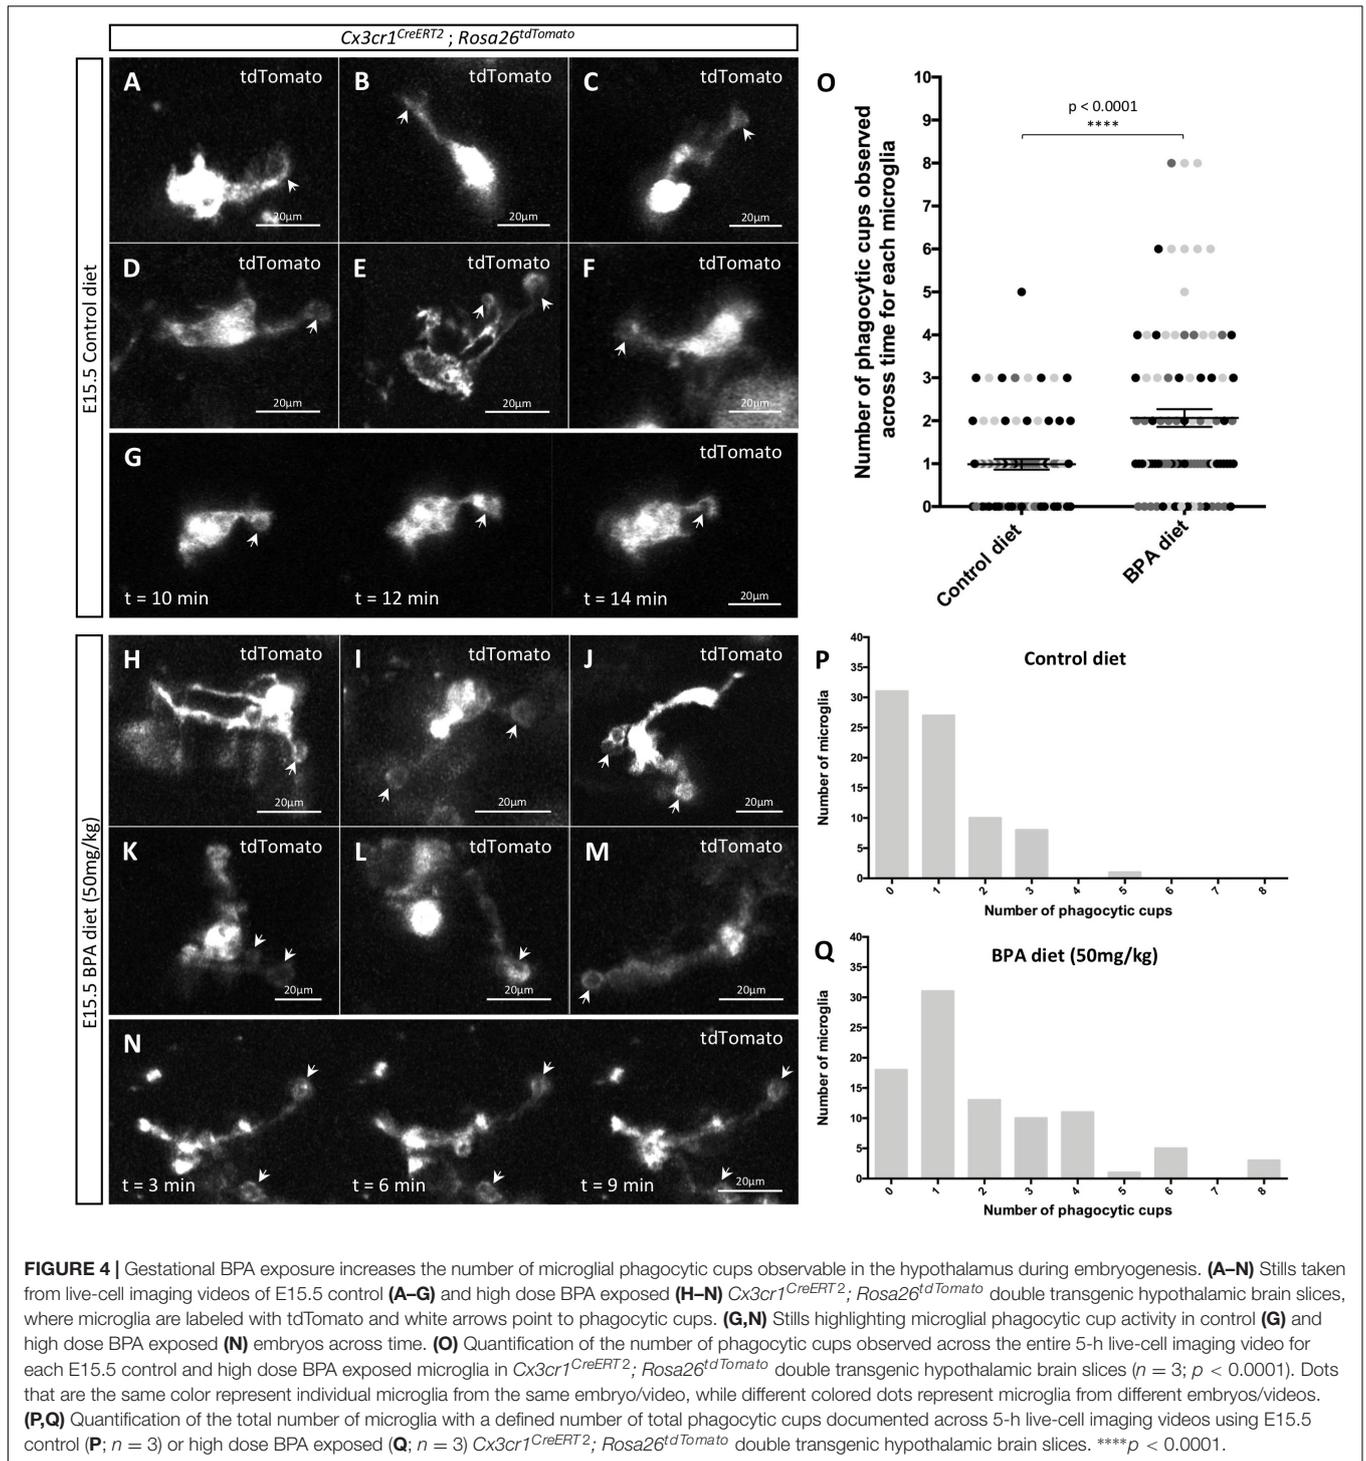 Cx3cr1CreERT2 ; Rosa26tdTomato
E15.5 Control diet
A tdTomato
20µm
B tdTomato
20µm
C tdTomato
20µm
D tdTomato
20µm
E tdTomato
20µm
F tdTomato
20µm
G tdTomato
t = 10 min
t = 12 min
t = 14 min
20µm
E15.5 BPA diet (50mg/kg)
H tdTomato
20µm
I tdTomato
20µm
J tdTomato
20µm
K tdTomato
20µm
L tdTomato
20µm
M tdTomato
20µm
N tdTomato
t = 3 min
t = 6 min
t = 9 min
20µm
O
Number of phagocytic cups observed
across time for each microglia
10
9
8
7
6
5
4
3
2
1
0
p < 0.0001
****
Control diet
BPA diet
P
Control diet
Number of microglia
40
35
30
25
20
15
10
5
0
0 1 2 3 4 5 6 7 8
Number of phagocytic cups
Q
BPA diet (50mg/kg)
Number of microglia
40
35
30
25
20
15
10
5
0
0 1 2 3 4 5 6 7 8
Number of phagocytic cups
FIGURE 4 | Gestational BPA exposure increases the number of microglial phagocytic cups observable in the hypothalamus during embryogenesis. (A–N) Stills taken
from live-cell imaging videos of E15.5 control (A–G) and high dose BPA exposed (H–N) Cx3cr1CreERT2; Rosa26tdTomato double transgenic hypothalamic brain slices,
where microglia are labeled with tdTomato and white arrows point to phagocytic cups. (G,N) Stills highlighting microglial phagocytic cup activity in control (G) and
high dose BPA exposed (N) embryos across time. (O) Quantification of the number of phagocytic cups observed across the entire 5-h live-cell imaging video for
each E15.5 control and high dose BPA exposed microglia in Cx3cr1CreERT2; Rosa26tdTomato double transgenic hypothalamic brain slices (n = 3; p < 0.0001). Dots
that are the same color represent individual microglia from the same embryo/video, while different colored dots represent microglia from different embryos/videos.
(P,Q) Quantification of the total number of microglia with a defined number of total phagocytic cups documented across 5-h live-cell imaging videos using E15.5
control (P; n = 3) or high dose BPA exposed (Q; n = 3) Cx3cr1CreERT2; Rosa26tdTomato double transgenic hypothalamic brain slices. ****p < 0.0001.